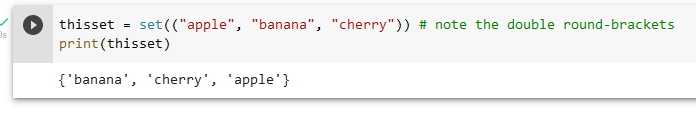 thisset = set(("apple", "banana", "cherry")) # note the double round-brackets
print(thisset)
{'banana', 'cherry', 'apple'}